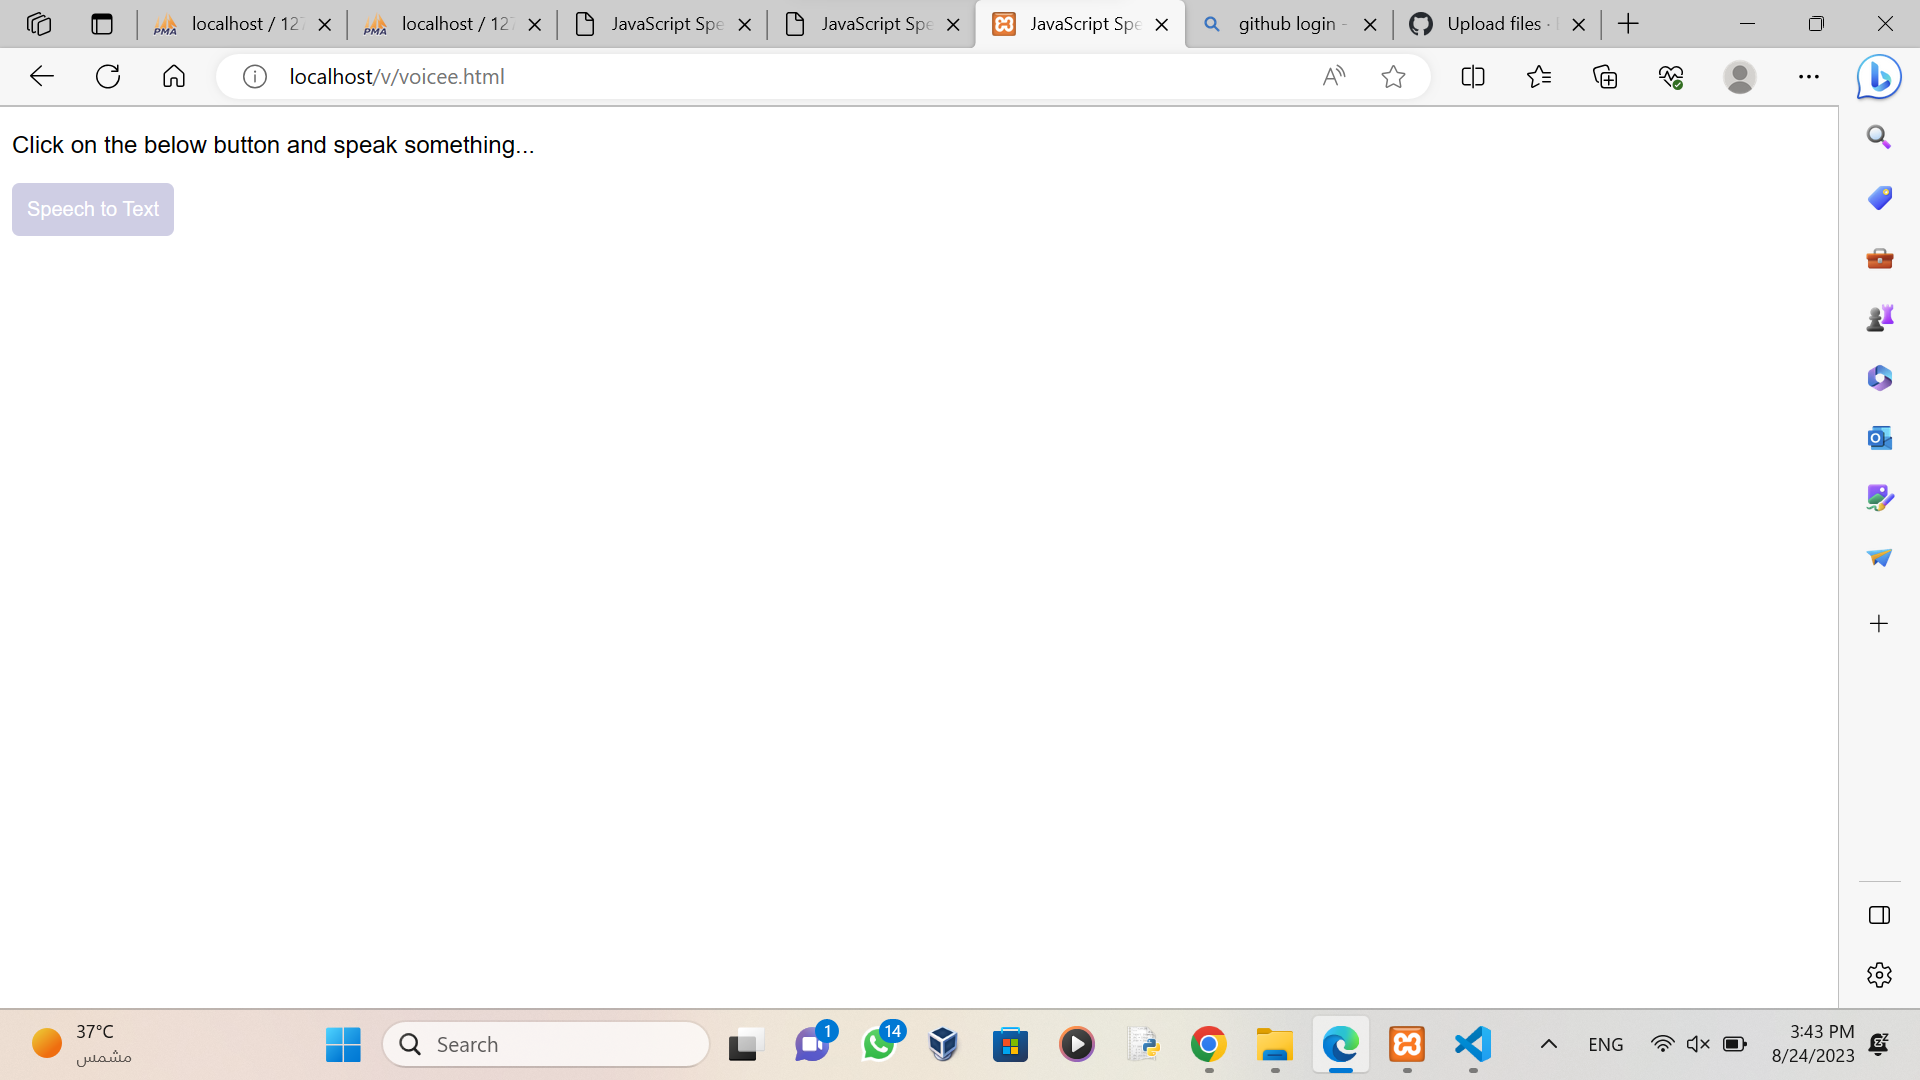 PMA localhost / 127
PMA localhost / 127
JavaScript Spe
JavaScript Spe
JavaScript Spe
github login -
Upload files ·
localhost/v/voicee.html
Click on the below button and speak something...
Speech to Text
37°C
مشمس
Search
1
14
ENG
3:43 PM
8/24/2023